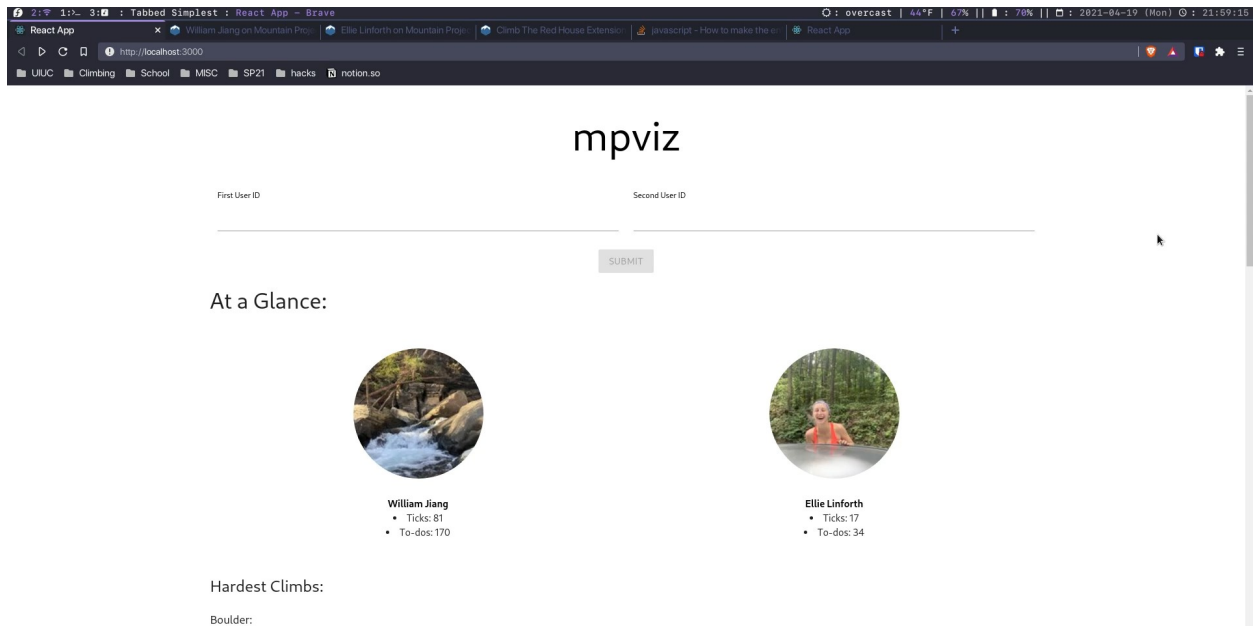 2: 1:>_ 3: : Tabbed Simplest : React App – Brave
: overcast | 44°F | 67% || : 70% || : 2021-04-19 (Mon) : 21:59:15
React App
William Jiang on Mountain Proje
Ellie Linforth on Mountain Projec
Climb The Red House Extension
javascript - How to make the en
React App
http://localhost:3000
UIUC Climbing School MISC SP21 hacks notion.so
mpviz
First User ID
Second User ID
SUBMIT
At a Glance:
William Jiang
• Ticks: 81
• To-dos: 170
Ellie Linforth
• Ticks: 17
• To-dos: 34
Hardest Climbs:
Boulder: